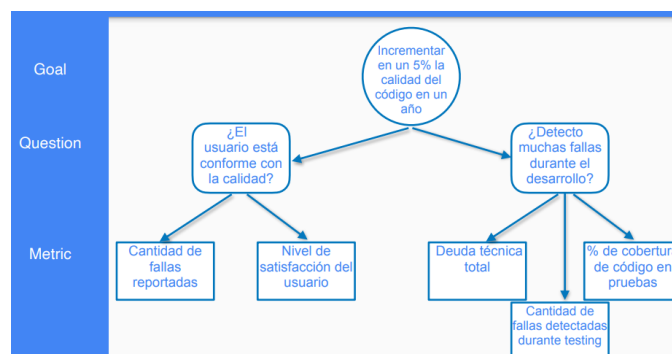 Goal
Incrementar
en un 5% la
calidad del
código en un
año
Question
¿El
usuario está
conforme con
la calidad?
¿Detecto
muchas fallas
durante el
desarrollo?
Metric
Cantidad de
fallas
reportadas
Nivel de
satisfacción del
usuario
Deuda técnica
total
% de cobertura
de código en
pruebas
Cantidad de
fallas detectadas
durante testing